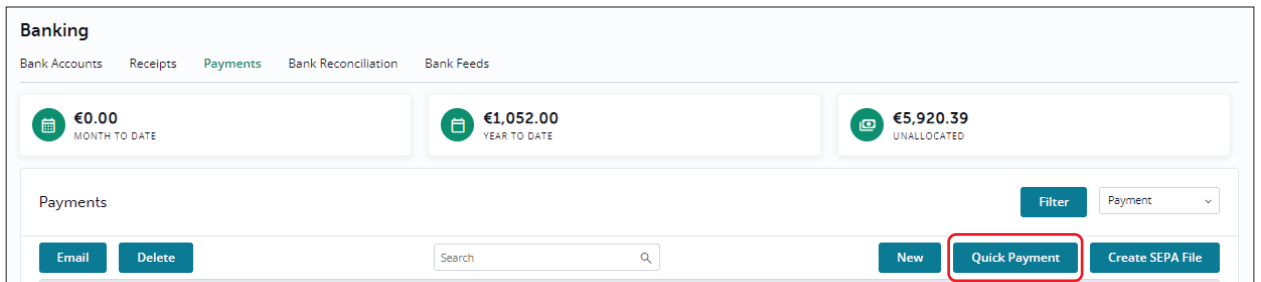 Banking
Bank Accounts Receipts Payments Bank Reconciliation Bank Feeds
€0.00 €1,052.00 €5,920.39
MONTH TO DATE YEAR TO DATE UNALLOCATED
Payments Filter Payment
Email Delete Search New Quick Payment Create SEPA File